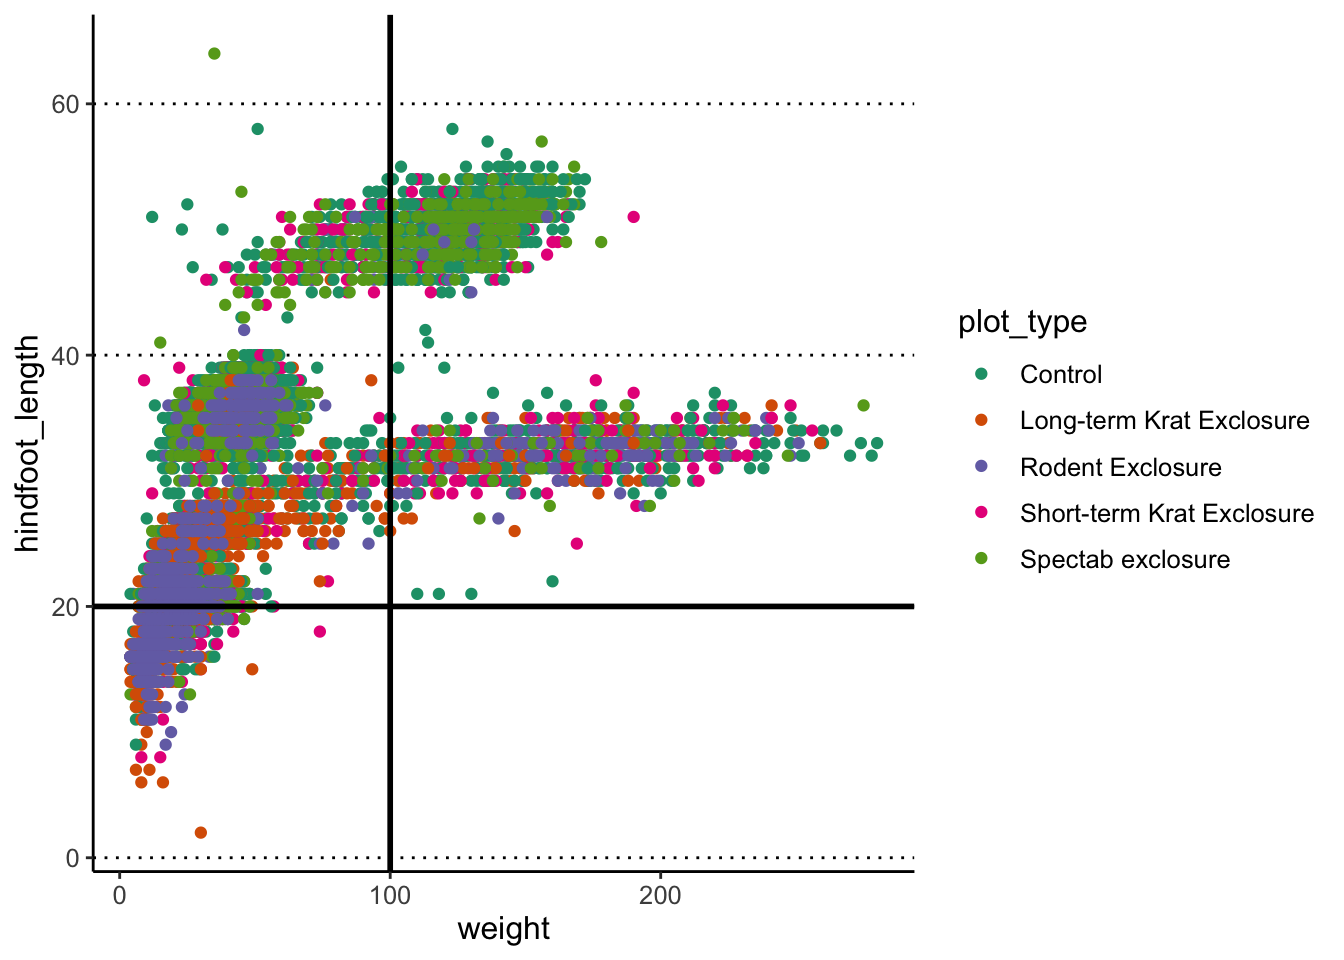 60
40
20
0
hindfoot_length
0 100 200
weight
plot_type
Control
Long-term Krat Exclosure
Rodent Exclosure
Short-term Krat Exclosure
Spectab exclosure